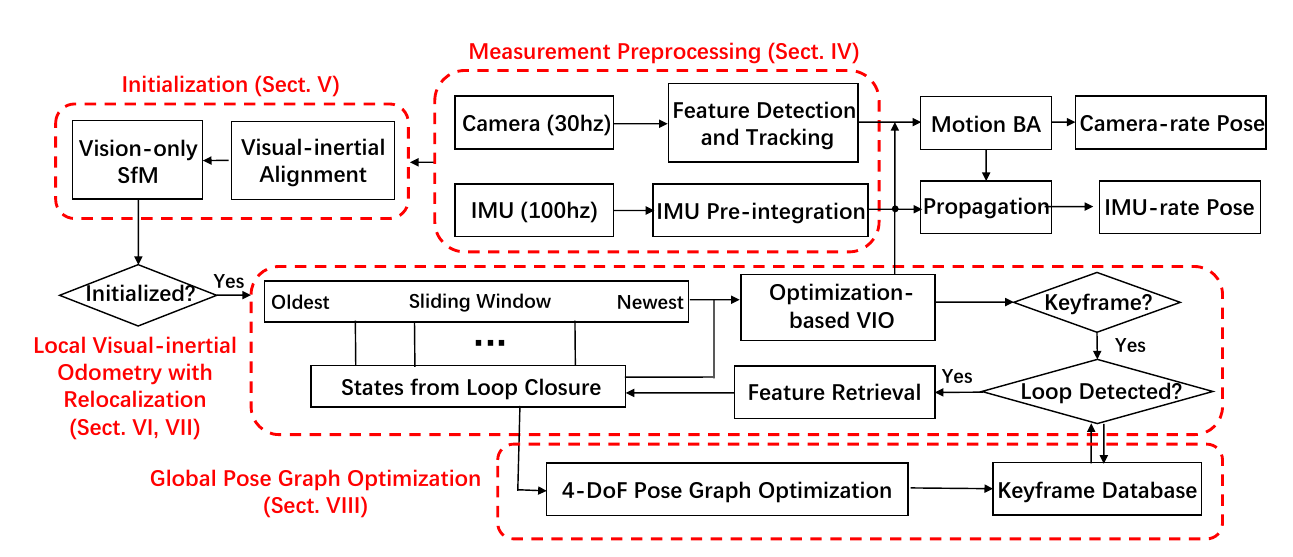 Measurement Preprocessing (Sect. IV)
Initialization (Sect. V)
Camera (30hz)
Feature Detection
and Tracking
Motion BA
Camera-rate Pose
Vision-only
SfM
Visual-inertial
Alignment
IMU (100hz)
IMU Pre-integration
Propagation
IMU-rate Pose
Initialized?
Yes
Oldest
Sliding Window
Newest
Optimization-
based VIO
Keyframe?
Yes
Local Visual-inertial
Odometry with
Relocalization
(Sect. VI, VII)
...
States from Loop Closure
Feature Retrieval
Yes
Loop Detected?
Global Pose Graph Optimization
(Sect. VIII)
4-DoF Pose Graph Optimization
Keyframe Database